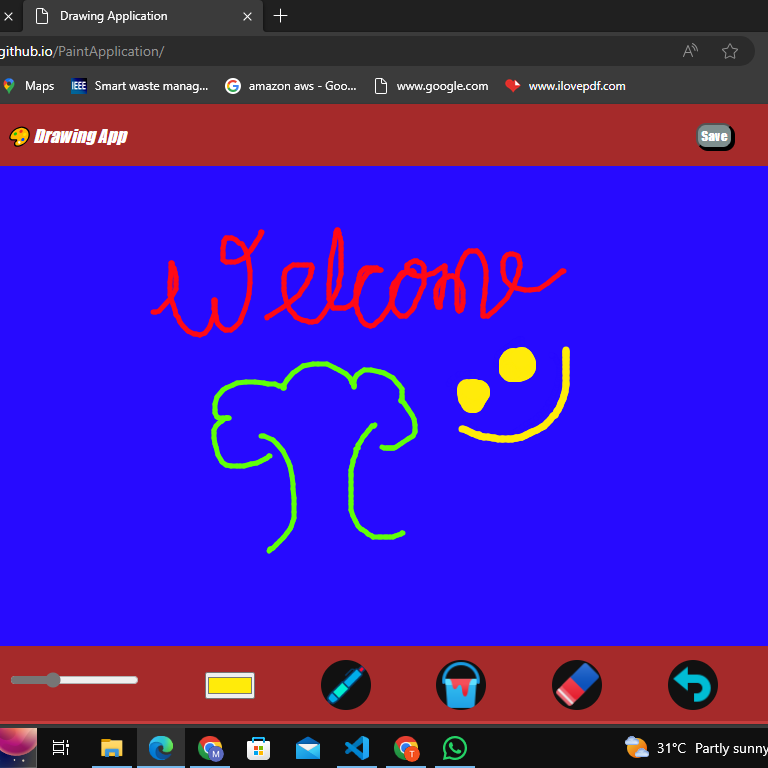 Drawing Application
github.io/PaintApplication/
Maps IEEE Smart waste manag... amazon aws - Goo... www.google.com www.ilovepdf.com
Drawing App Save
Welcome
31°C Partly sunny